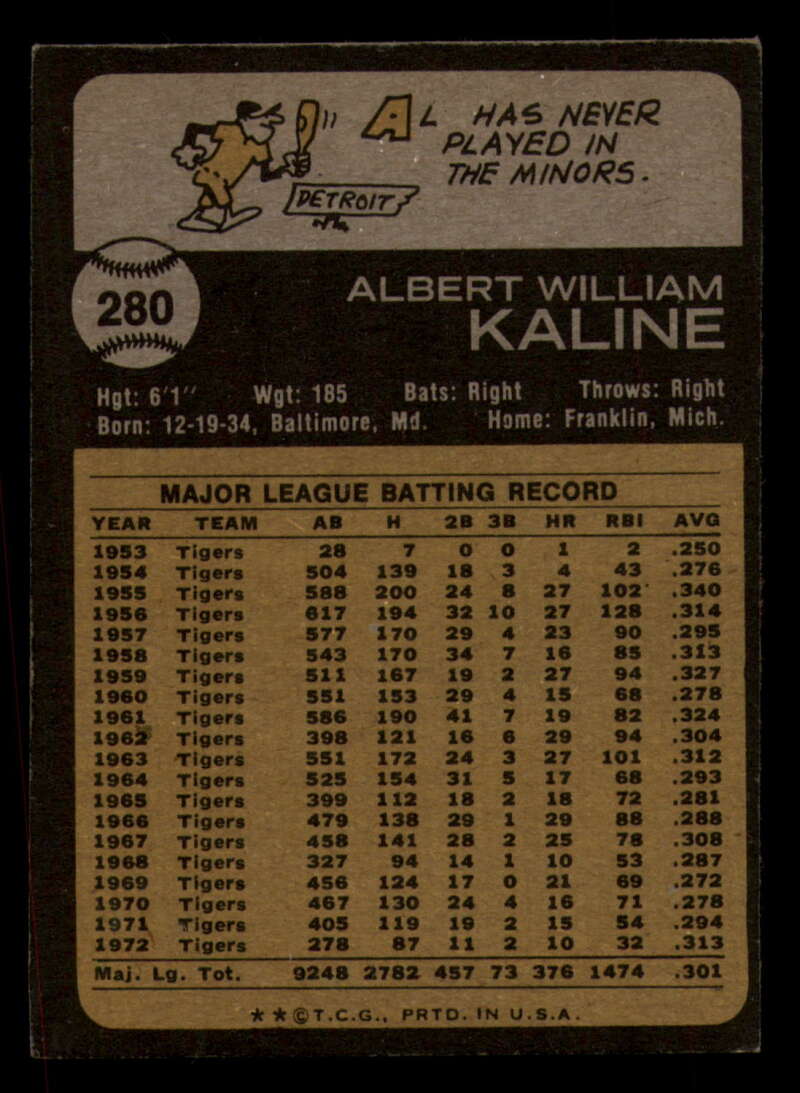 AL HAS NEVER
PLAYED IN
THE MINORS.
DETROIT
280
ALBERT WILLIAM
KALINE
Hgt: 6'1" Wgt: 185 Bats: Right Throws: Right
Born: 12-19-34, Baltimore, Md. Home: Franklin, Mich.
MAJOR LEAGUE BATTING RECORD
YEAR TEAM AB H 2B 3B HR RBI AVG
1953 Tigers 28 7 0 0 1 2 .250
1954 Tigers 504 139 18 3 4 43 .276
1955 Tigers 588 200 24 8 27 102 .340
1956 Tigers 617 194 32 10 27 128 .314
1957 Tigers 577 170 29 4 23 90 .295
1958 Tigers 543 170 34 7 16 85 .313
1959 Tigers 511 167 19 2 27 94 .327
1960 Tigers 551 153 29 4 15 68 .278
1961 Tigers 586 190 41 7 19 82 .324
1962 Tigers 398 121 16 6 29 94 .304
1963 Tigers 551 172 24 3 27 101 .312
1964 Tigers 525 154 31 5 17 68 .293
1965 Tigers 399 112 18 2 18 72 .281
1966 Tigers 479 138 29 1 29 88 .288
1967 Tigers 458 141 28 2 25 78 .308
1968 Tigers 327 94 14 1 10 53 .287
1969 Tigers 456 124 17 0 21 69 .272
1970 Tigers 467 130 24 4 16 71 .278
1971 Tigers 405 119 19 2 15 54 .294
1972 Tigers 278 87 11 2 10 32 .313
Maj. Lg. Tot. 9248 2782 457 73 376 1474 .301
★★©T.C.G., PRTD. IN U.S.A.